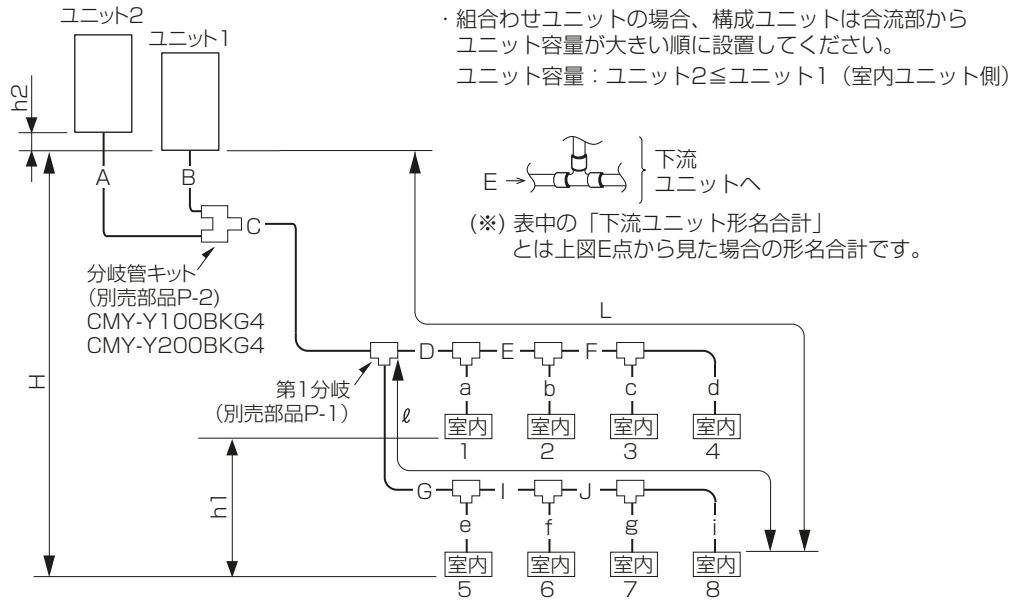 ユニット2
ユニット1
・組合わせユニットの場合、構成ユニットは合流部から
ユニット容量が大きい順に設置してください。
ユニット容量：ユニット2≦ユニット1（室内ユニット側）
h2
A
B
C
E
下流
ユニットへ
(※) 表中の「下流ユニット形名合計」
とは上図E点から見た場合の形名合計です。
分岐管キット
（別売部品P-2)
CMY-Y100BKG4
CMY-Y200BKG4
L
H
D
E
F
第1分岐
（別売部品P-1）
ℓ
a
b
c
d
室内
室内
室内
室内
1
2
3
4
h1
G
I
J
e
f
g
i
室内
室内
室内
室内
5
6
7
8